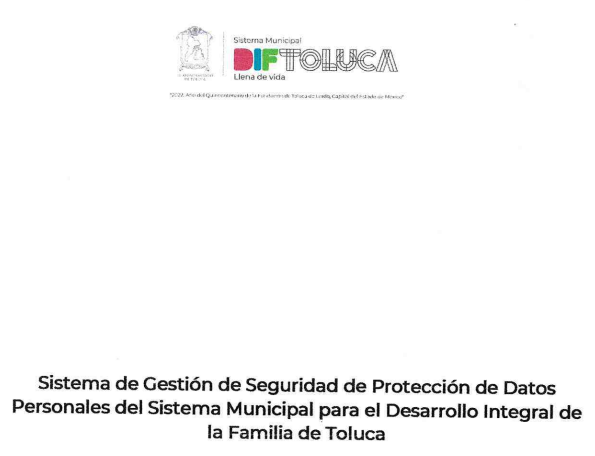 Sistema Municipal
DIF TOLUCA
Llena de vida
"2022. Año del Quincentenario de la Fundación de Toluca de Lerdo, Capital del Estado de México"
Sistema de Gestión de Seguridad de Protección de Datos
Personales del Sistema Municipal para el Desarrollo Integral de
la Familia de Toluca